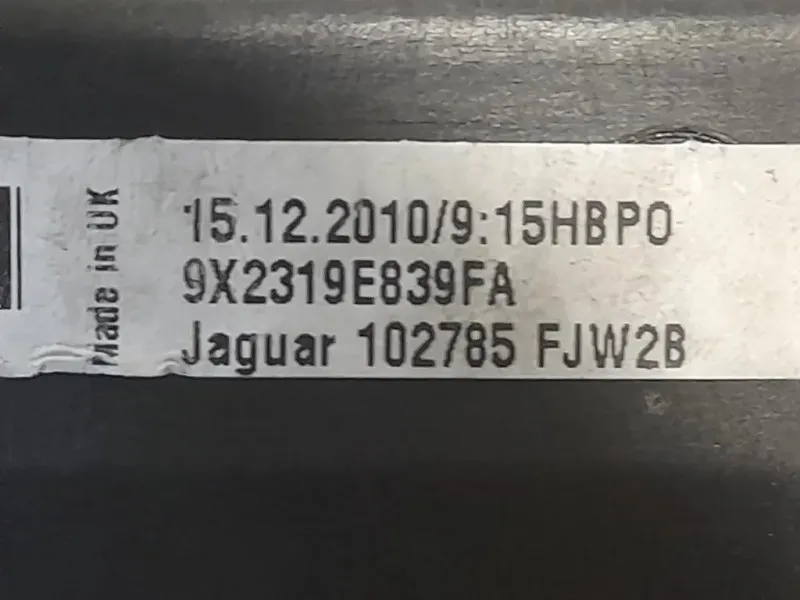 Made in UK
15.12.2010/9:15HBPO
9X2319E839FA
Jaguar 102785 FJW2B